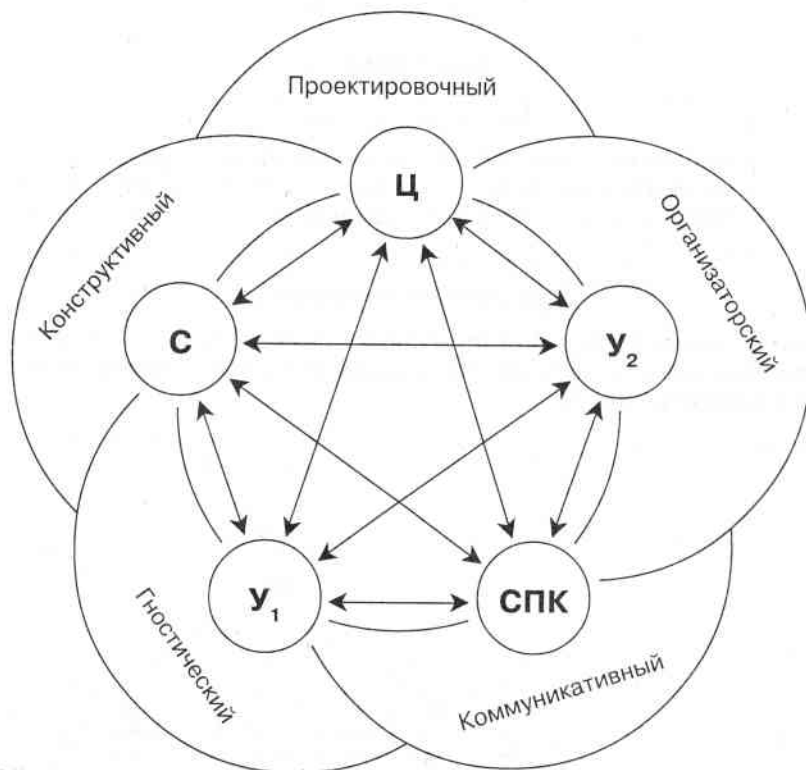 Проектировочный
Ц
Конструктивный
Организаторский
С
У₂
У₁
СПК
Гностический
Коммуникативный